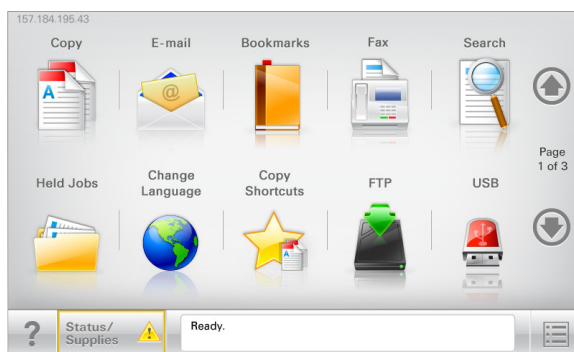 157.184.195.43
Copy
E-mail
Bookmarks
Fax
Search
A
@
Page
1 of 3
Held Jobs
Change
Language
Copy
Shortcuts
FTP
USB
A
?
Status/
Supplies
Ready.